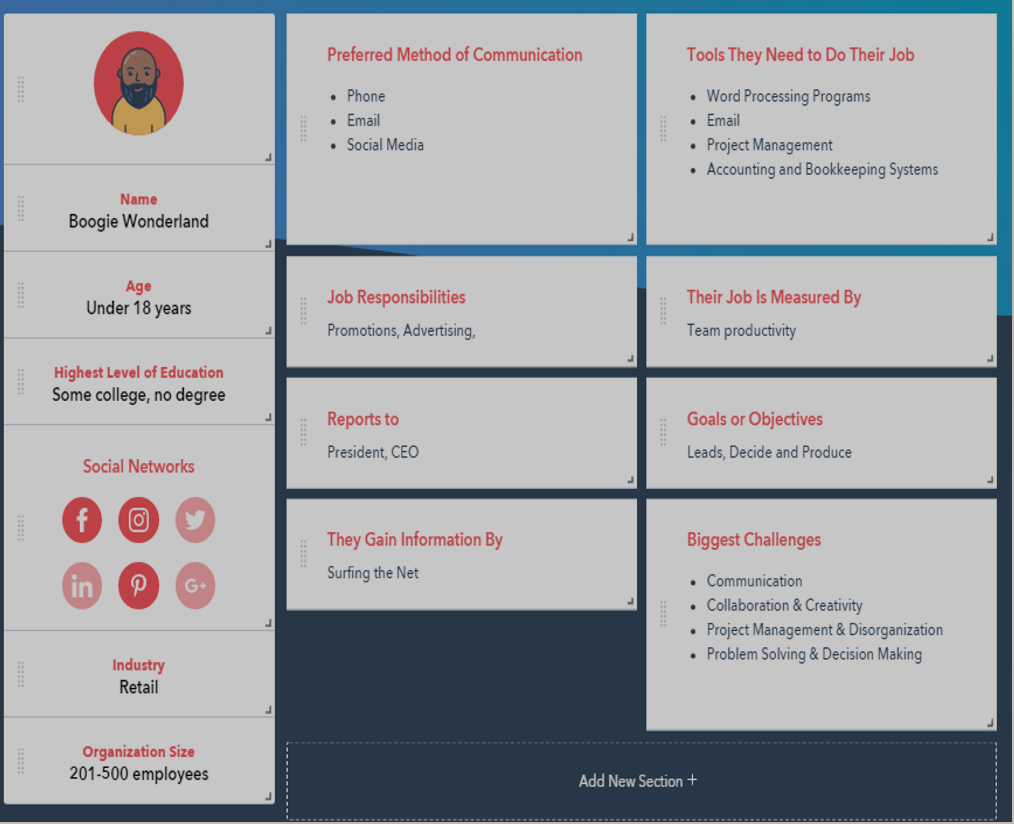 Name
Boogie Wonderland
Age
Under 18 years
Highest Level of Education
Some college, no degree
Social Networks
f
in
G+
Industry
Retail
Organization Size
201-500 employees
Preferred Method of Communication
• Phone
• Email
• Social Media
Tools They Need to Do Their Job
• Word Processing Programs
• Email
• Project Management
• Accounting and Bookkeeping Systems
Job Responsibilities
Promotions, Advertising,
Their Job Is Measured By
Team productivity
Reports to
President, CEO
Goals or Objectives
Leads, Decide and Produce
They Gain Information By
Surfing the Net
Biggest Challenges
• Communication
• Collaboration & Creativity
• Project Management & Disorganization
• Problem Solving & Decision Making
Add New Section +